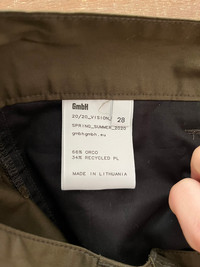 GmbH
20/20_VISION
28
SPRING_SUMMER_2020
gmbhgmbh.eu
66% ORCO
34% RECYCLED PL
MADE IN LITHUANIA